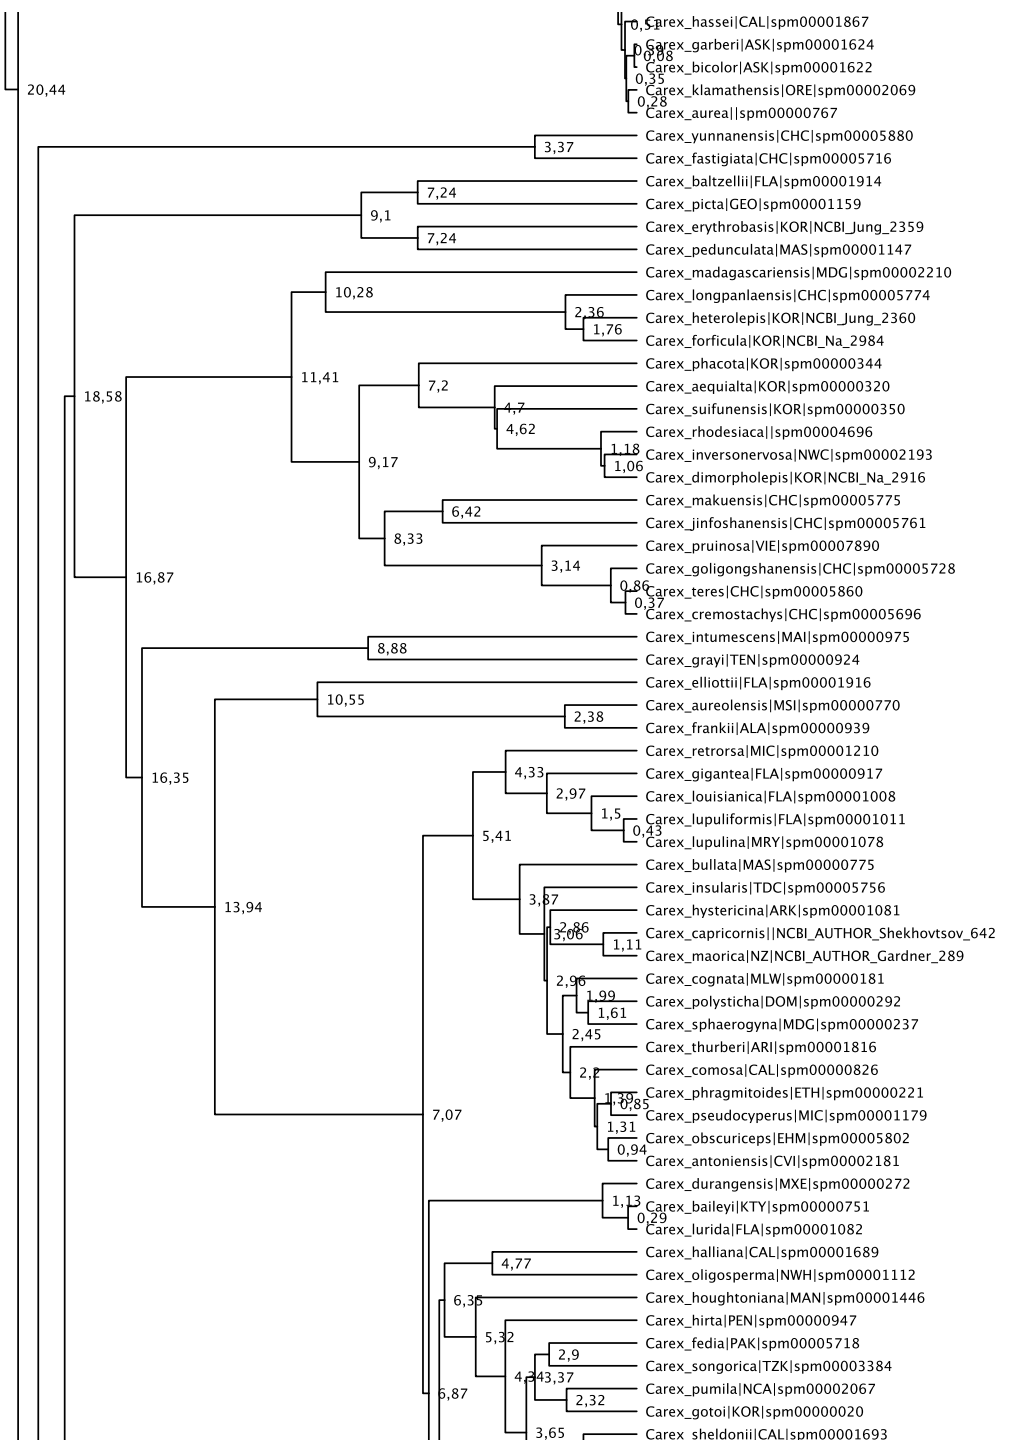 0,51
Carex_hassei|CAL|spm00001867
Carex_garberi|ASK|spm00001624
0,08
Carex_bicolor|ASK|spm00001622
0,35
20,44
Carex_klamathensis|ORE|spm00002069
0,28
Carex_aurea||spm00000767
Carex_yunnanensis|CHC|spm00005880
3,37
Carex_fastigiata|CHC|spm00005716
Carex_baltzellii|FLA|spm00001914
7,24
Carex_picta|GEO|spm00001159
9,1
Carex_erythrobasis|KOR|NCBI_Jung_2359
7,24
Carex_pedunculata|MAS|spm00001147
Carex_madagascariensis|MDG|spm00002210
10,28
Carex_longpanlaensis|CHC|spm00005774
2,36
Carex_heterolepis|KOR|NCBI_Jung_2360
1,76
Carex_forficula|KOR|NCBI_Na_2984
Carex_phacota|KOR|spm00000344
11,41
7,2
Carex_aequialta|KOR|spm00000320
18,58
4,7
Carex_suifunensis|KOR|spm00000350
4,62
Carex_rhodesiaca||spm00004696
1,18
Carex_inversonervosa|NWC|spm00002193
9,17
1,06
Carex_dimorpholepis|KOR|NCBI_Na_2916
Carex_makuensis|CHC|spm00005775
6,42
Carex_jinfoshanensis|CHC|spm00005761
8,33
Carex_pruinosa|VIE|spm00007890
3,14
Carex_goligongshanensis|CHC|spm00005728
16,87
0,86
Carex_teres|CHC|spm00005860
0,37
Carex_cremostachys|CHC|spm00005696
Carex_intumescens|MAI|spm00000975
8,88
Carex_grayi|TEN|spm00000924
Carex_elliottii|FLA|spm00001916
10,55
Carex_aureolensis|MSI|spm00000770
2,38
Carex_frankii|ALA|spm00000939
Carex_retrorsa|MIC|spm00001210
4,33
Carex_gigantea|FLA|spm00000917
16,35
2,97
Carex_louisianica|FLA|spm00001008
1,5
Carex_lupuliformis|FLA|spm00001011
0,43
5,41
Carex_lupulina|MRY|spm00001078
Carex_bullata|MAS|spm00000775
Carex_insularis|TDC|spm00005756
3,87
13,94
Carex_hystericina|ARK|spm00001081
2,86
3,06
Carex_capricornis||NCBI_AUTHOR_Shekhovtsov_642
1,11
Carex_maorica|NZ|NCBI_AUTHOR_Gardner_289
2,96
Carex_cognata|MLW|spm00000181
1,99
Carex_polysticha|DOM|spm00000292
1,61
Carex_sphaerogyna|MDG|spm00000237
2,45
Carex_thurberi|ARI|spm00001816
2,2
Carex_comosa|CAL|spm00000826
Carex_phragmitoides|ETH|spm00000221
1,39
0,85
7,07
Carex_pseudocyperus|MIC|spm00001179
1,31
Carex_obscuriceps|EHM|spm00005802
0,94
Carex_antoniensis|CVI|spm00002181
Carex_durangensis|MXE|spm00000272
1,13
Carex_baileyi|KTY|spm00000751
0,29
Carex_lurida|FLA|spm00001082
Carex_halliana|CAL|spm00001689
4,77
Carex_oligosperma|NWH|spm00001112
6,35
Carex_houghtoniana|MAN|spm00001446
Carex_hirta|PEN|spm00000947
5,32
Carex_fedia|PAK|spm00005718
2,9
Carex_songorica|TZK|spm00003384
4,34
3,37
Carex_pumila|NCA|spm00002067
6,87
2,32
Carex_gotoi|KOR|spm00000020
3,65
Carex_sheldonii|CAL|spm00001693